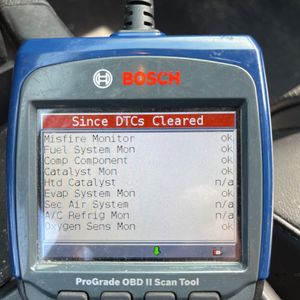 BOSCH
Since DTCs Cleared
Misfire Monitor ok
Fuel System Mon ok
Comp Component ok
Catalyst Mon ok
Htd Catalyst n/a
Evap System Mon ok
Sec Air System n/a
A/C Refrig Mon n/a
Oxygen Sens Mon ok
ProGrade OBD II Scan Tool